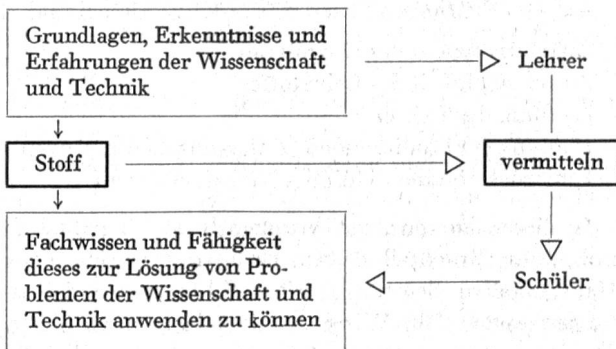 Grundlagen, Erkenntnisse und
Erfahrungen der Wissenschaft
und Technik
Lehrer
Stoff
vermitteln
Fachwissen und Fähigkeit
dieses zur Lösung von Pro-
blemen der Wissenschaft und
Technik anwenden zu können
Schüler